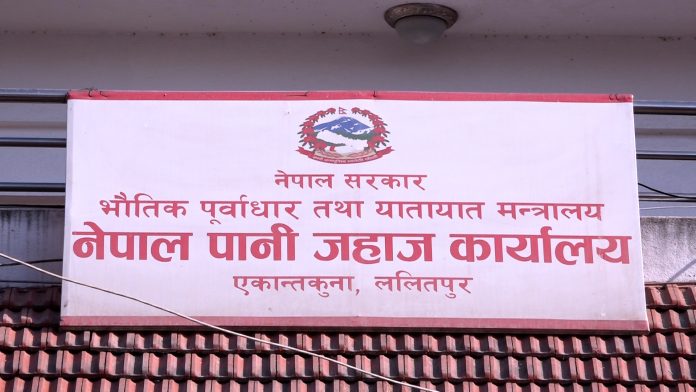 नेपाल सरकार
भौतिक पूर्वाधार तथा यातायात मन्त्रालय
नेपाल पानी जहाज कार्यालय
एकान्तकुना, ललितपुर